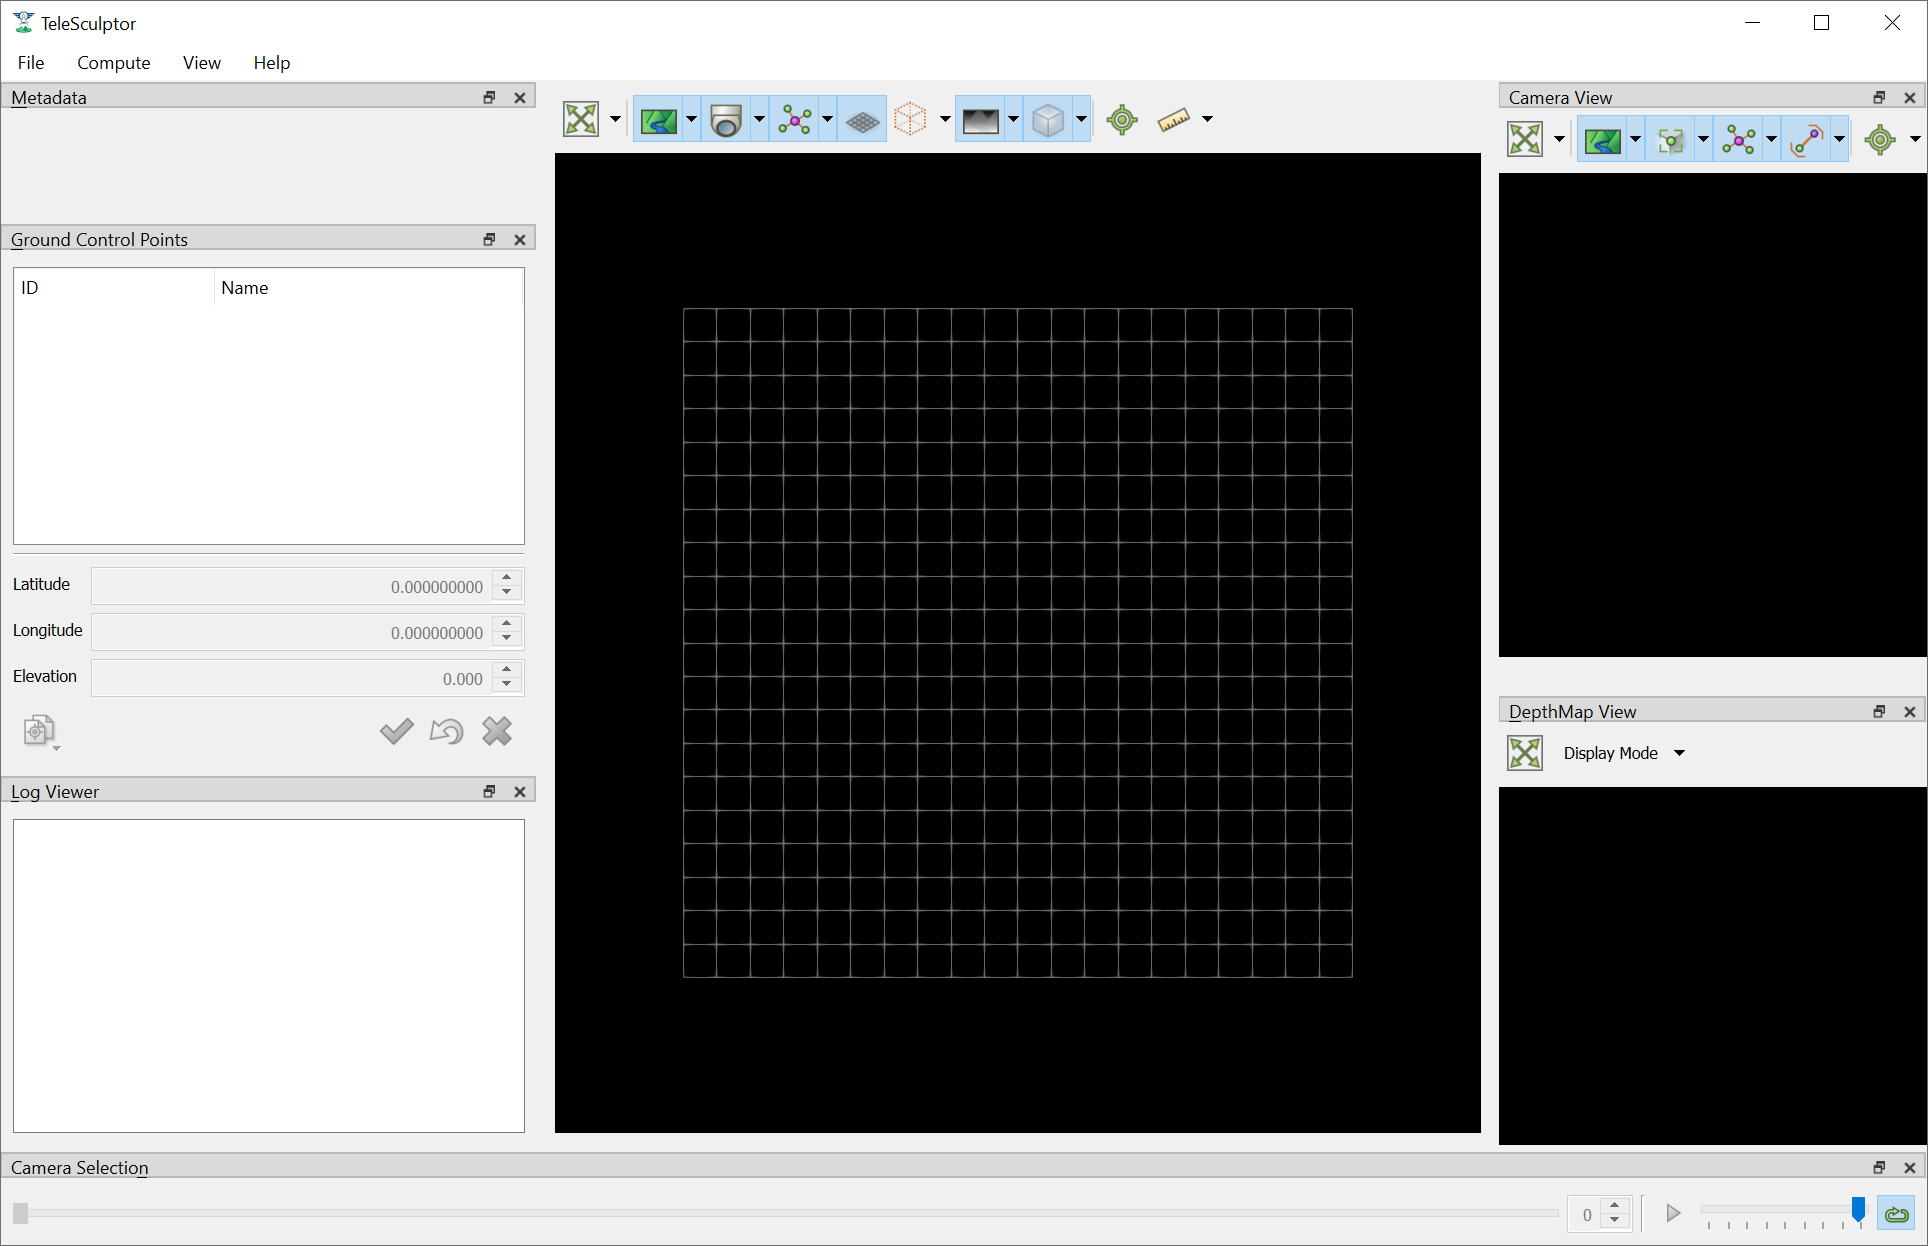 TeleSculptor
File Compute View Help
Metadata
Ground Control Points
ID Name
Latitude 0.000000000
Longitude 0.000000000
Elevation 0.000
Log Viewer
Camera View
DepthMap View
Display Mode
Camera Selection
0